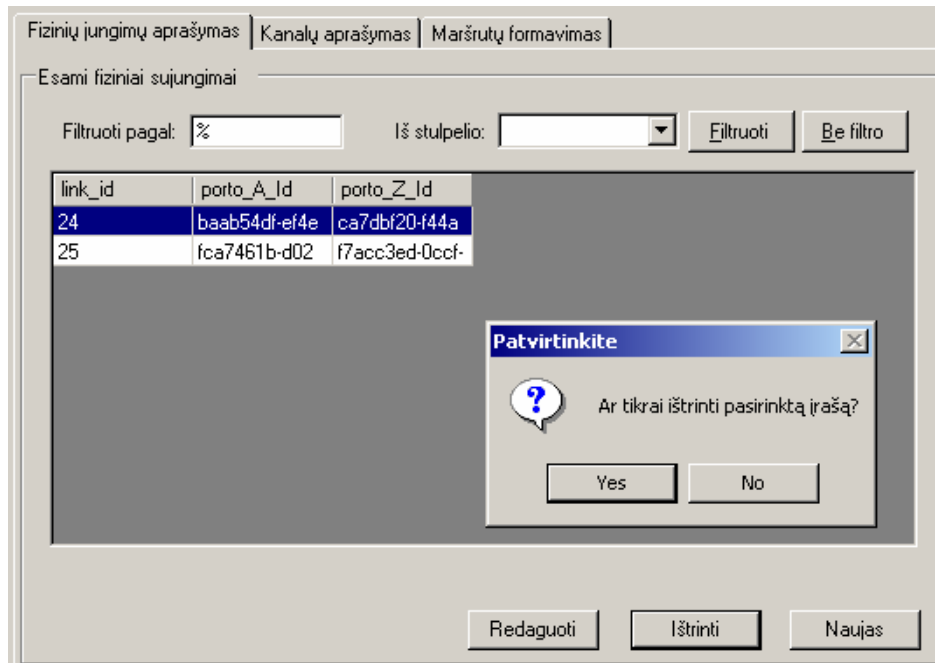 Fizinių jungimų aprašymas Kanalų aprašymas Maršrutų formavimas
Esami fiziniai sujungimai
Filtruoti pagal: % Iš stulpelio: Filtruoti Be filtro
link_id porto_A_Id porto_Z_Id
24 baab54df-ef4e ca7dbf20-f44a
25 fca7461b-d02 f7acc3ed-0ccf-
Patvirtinkite
Ar tikrai ištrinti pasirinktą įrašą?
Yes No
Redaguoti Ištrinti Naujas